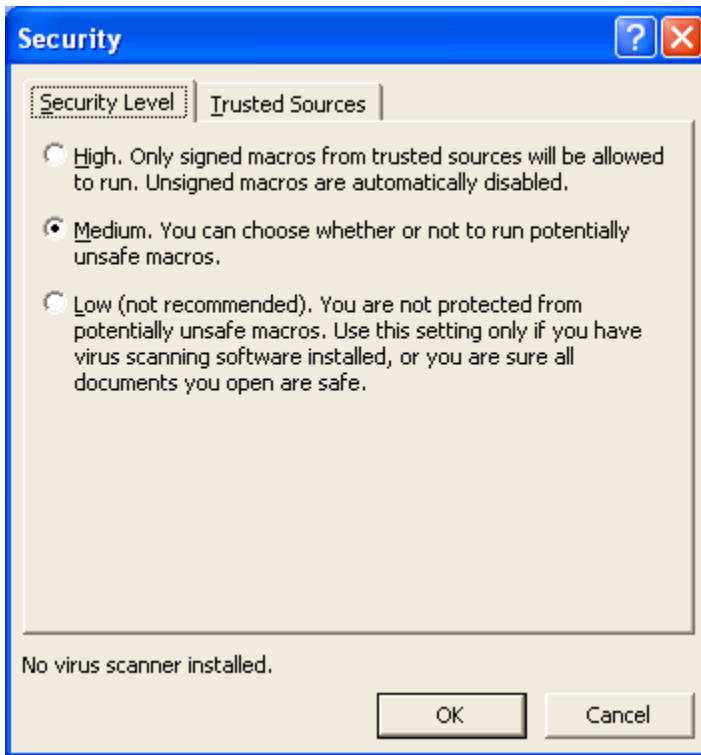 Security
?
Security Level
Trusted Sources
High. Only signed macros from trusted sources will be allowed
to run. Unsigned macros are automatically disabled.
Medium. You can choose whether or not to run potentially
unsafe macros.
Low (not recommended). You are not protected from
potentially unsafe macros. Use this setting only if you have
virus scanning software installed, or you are sure all
documents you open are safe.
No virus scanner installed.
OK
Cancel